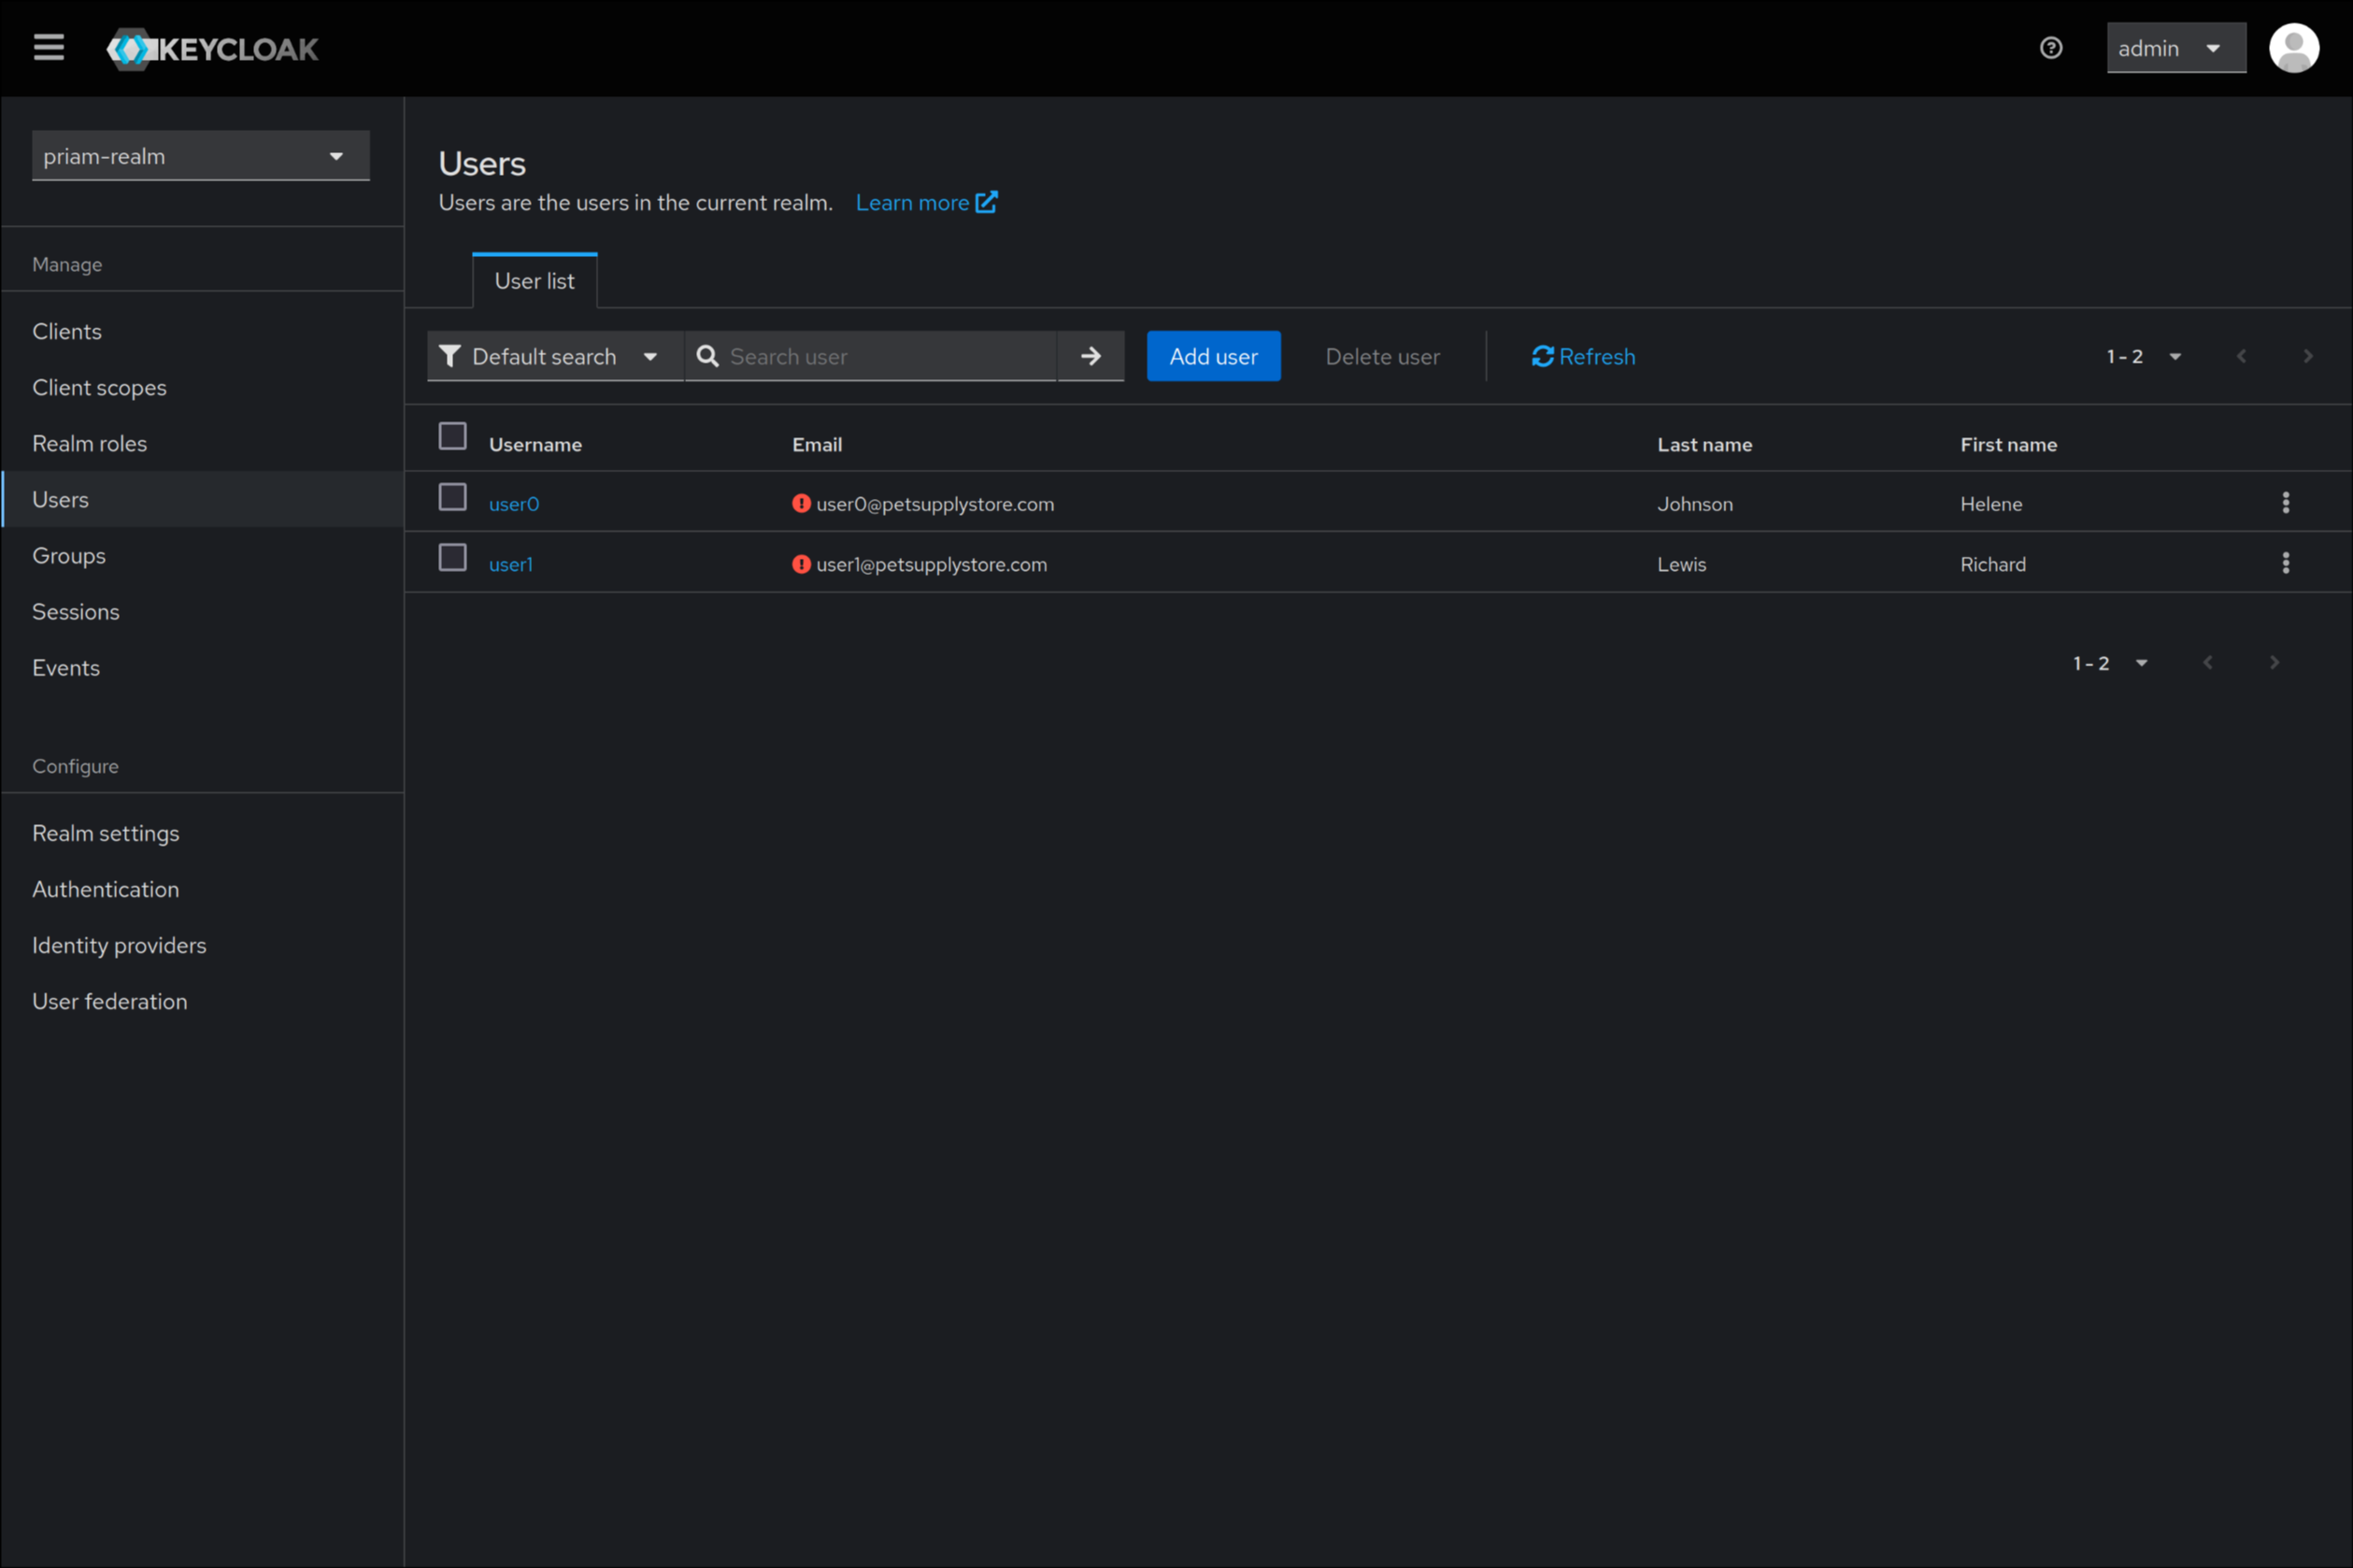 KEYCLOAK
admin
priam-realm
Manage
Clients
Client scopes
Realm roles
Users
Groups
Sessions
Events
Configure
Realm settings
Authentication
Identity providers
User federation
Users
Users are the users in the current realm. Learn more
User list
Default search Search user Add user Delete user Refresh 1 - 2
Username Email Last name First name
user0 user0@petsupplystore.com Johnson Helene
user1 user1@petsupplystore.com Lewis Richard
1 - 2